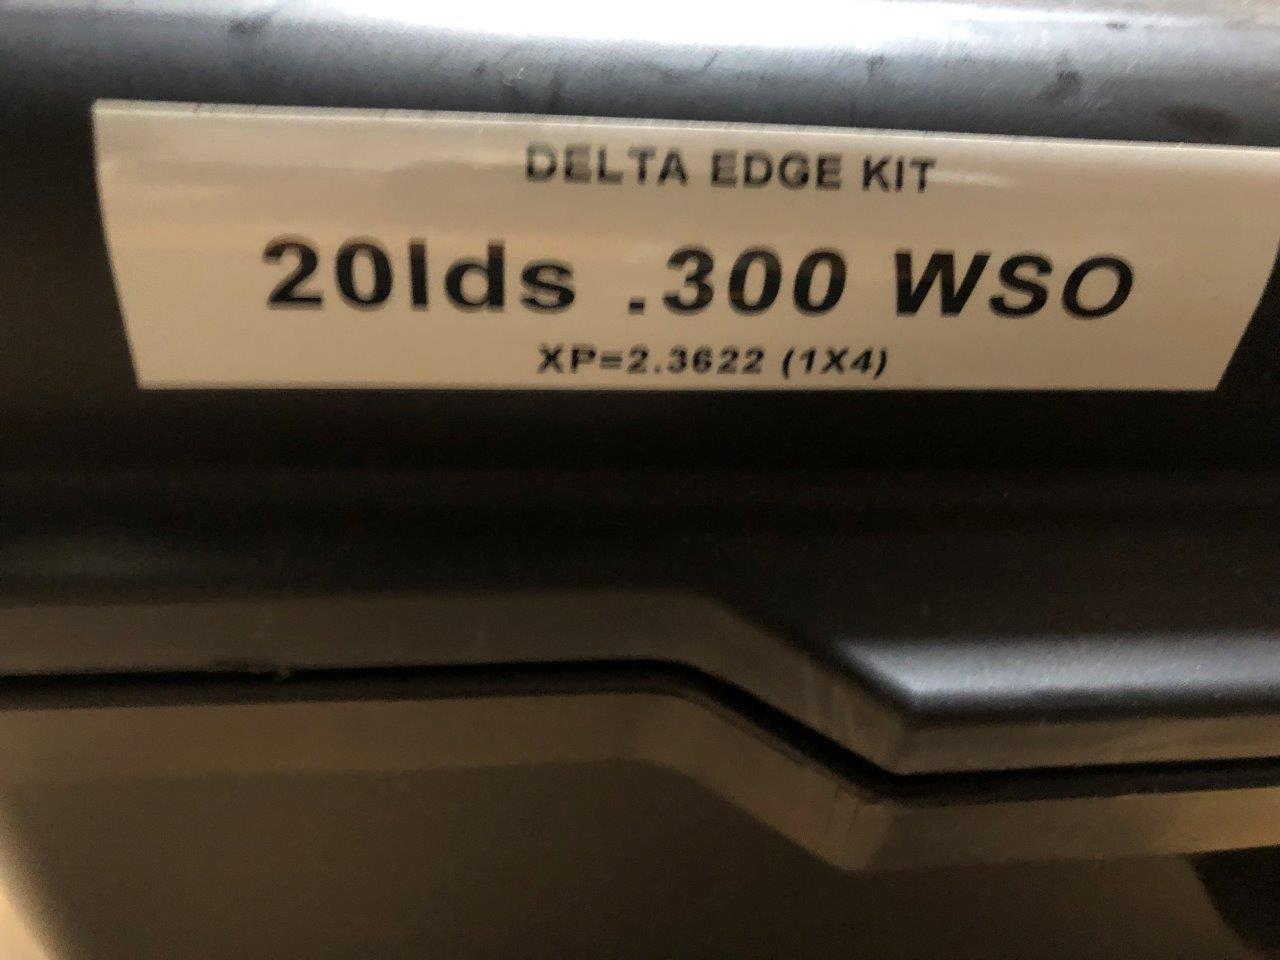 DELTA EDGE KIT
20lds .300 WSO
XP=2.3622 (1X4)